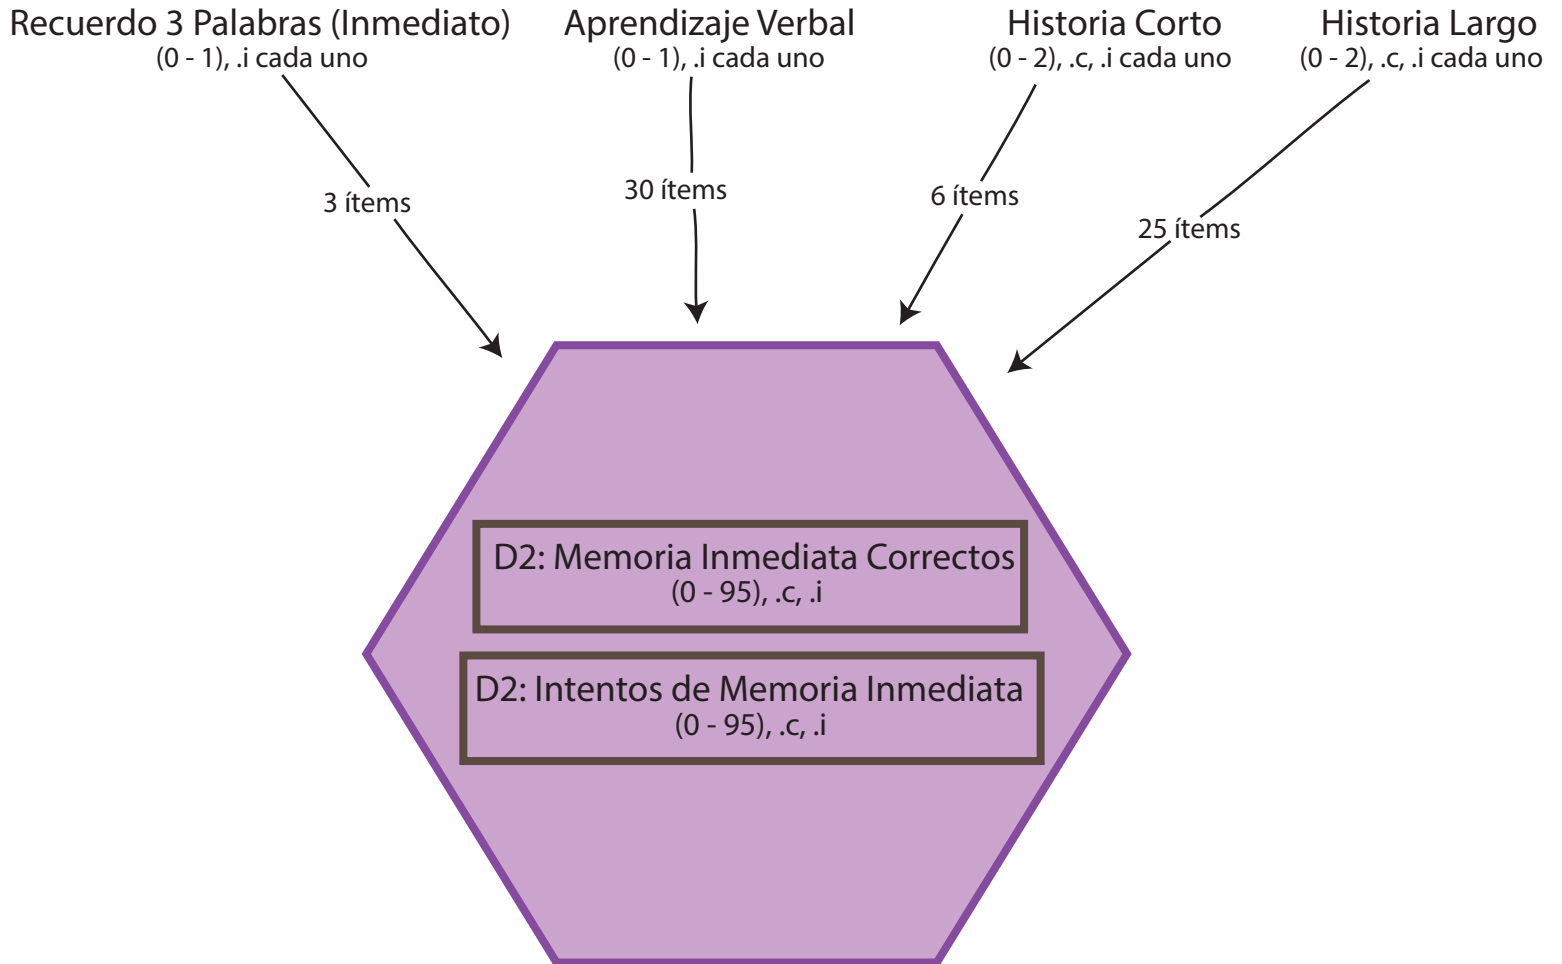 Recuerdo 3 Palabras (Inmediato)
(0 - 1), .i cada uno
Aprendizaje Verbal
(0 - 1), .i cada uno
Historia Corto
(0 - 2), .c, .i cada uno
Historia Largo
(0 - 2), .c, .i cada uno
3 ítems
30 ítems
6 ítems
25 ítems
D2: Memoria Inmediata Correctos
(0 - 95), .c, .i
D2: Intentos de Memoria Inmediata
(0 - 95), .c, .i